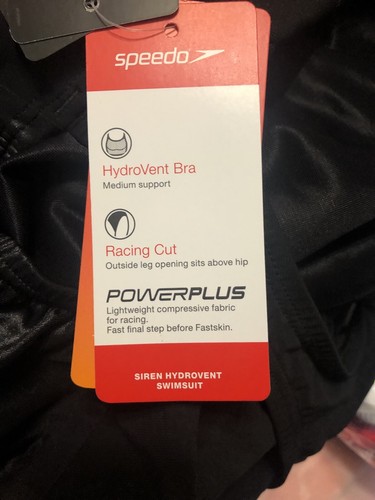 speedo
HydroVent Bra
Medium support
Racing Cut
Outside leg opening sits above hip
POWERPLUS
Lightweight compressive fabric
for racing.
Fast final step before Fastskin.
SIREN HYDROVENT
SWIMSUIT